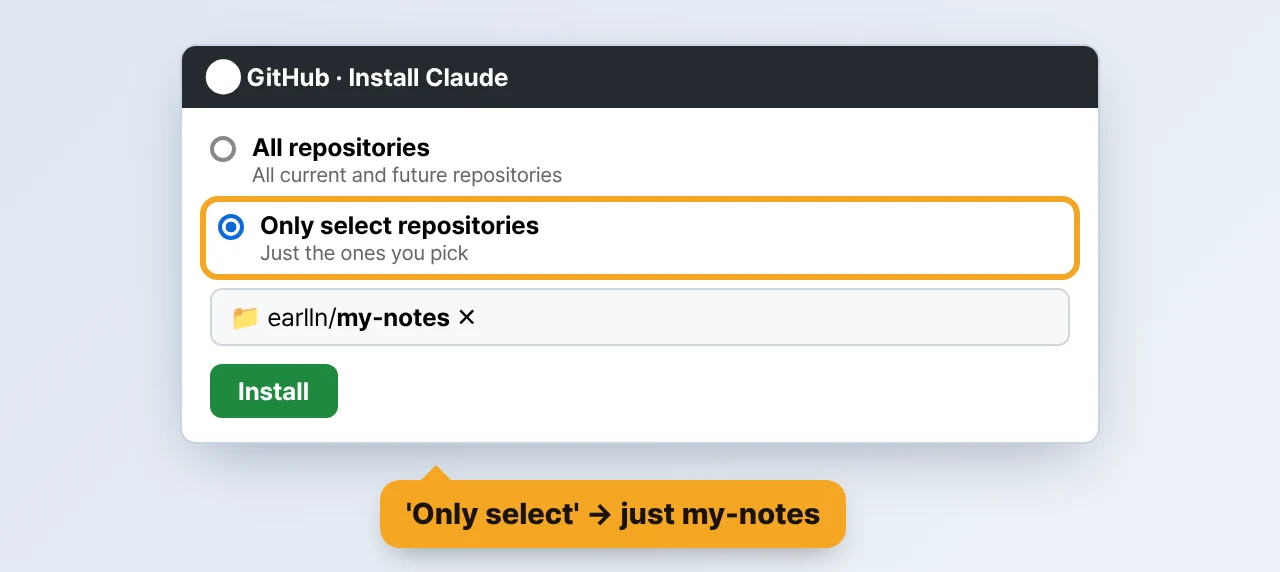 GitHub · Install Claude
All repositories
All current and future repositories
Only select repositories
Just the ones you pick
earlln/my-notes ✕
Install
'Only select' → just my-notes